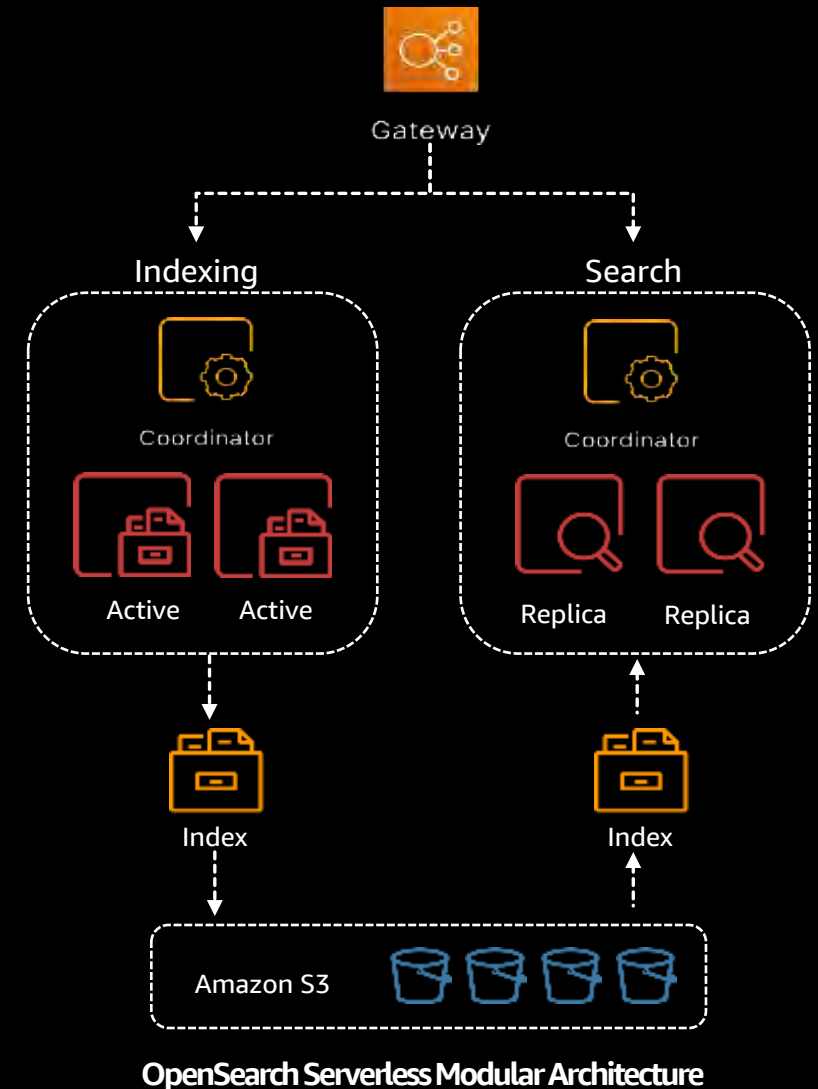 Gateway
Indexing
Search
Coordinator
Coordinator
Active
Active
Replica
Replica
Index
Index
Amazon S3
OpenSearch Serverless Modular Architecture